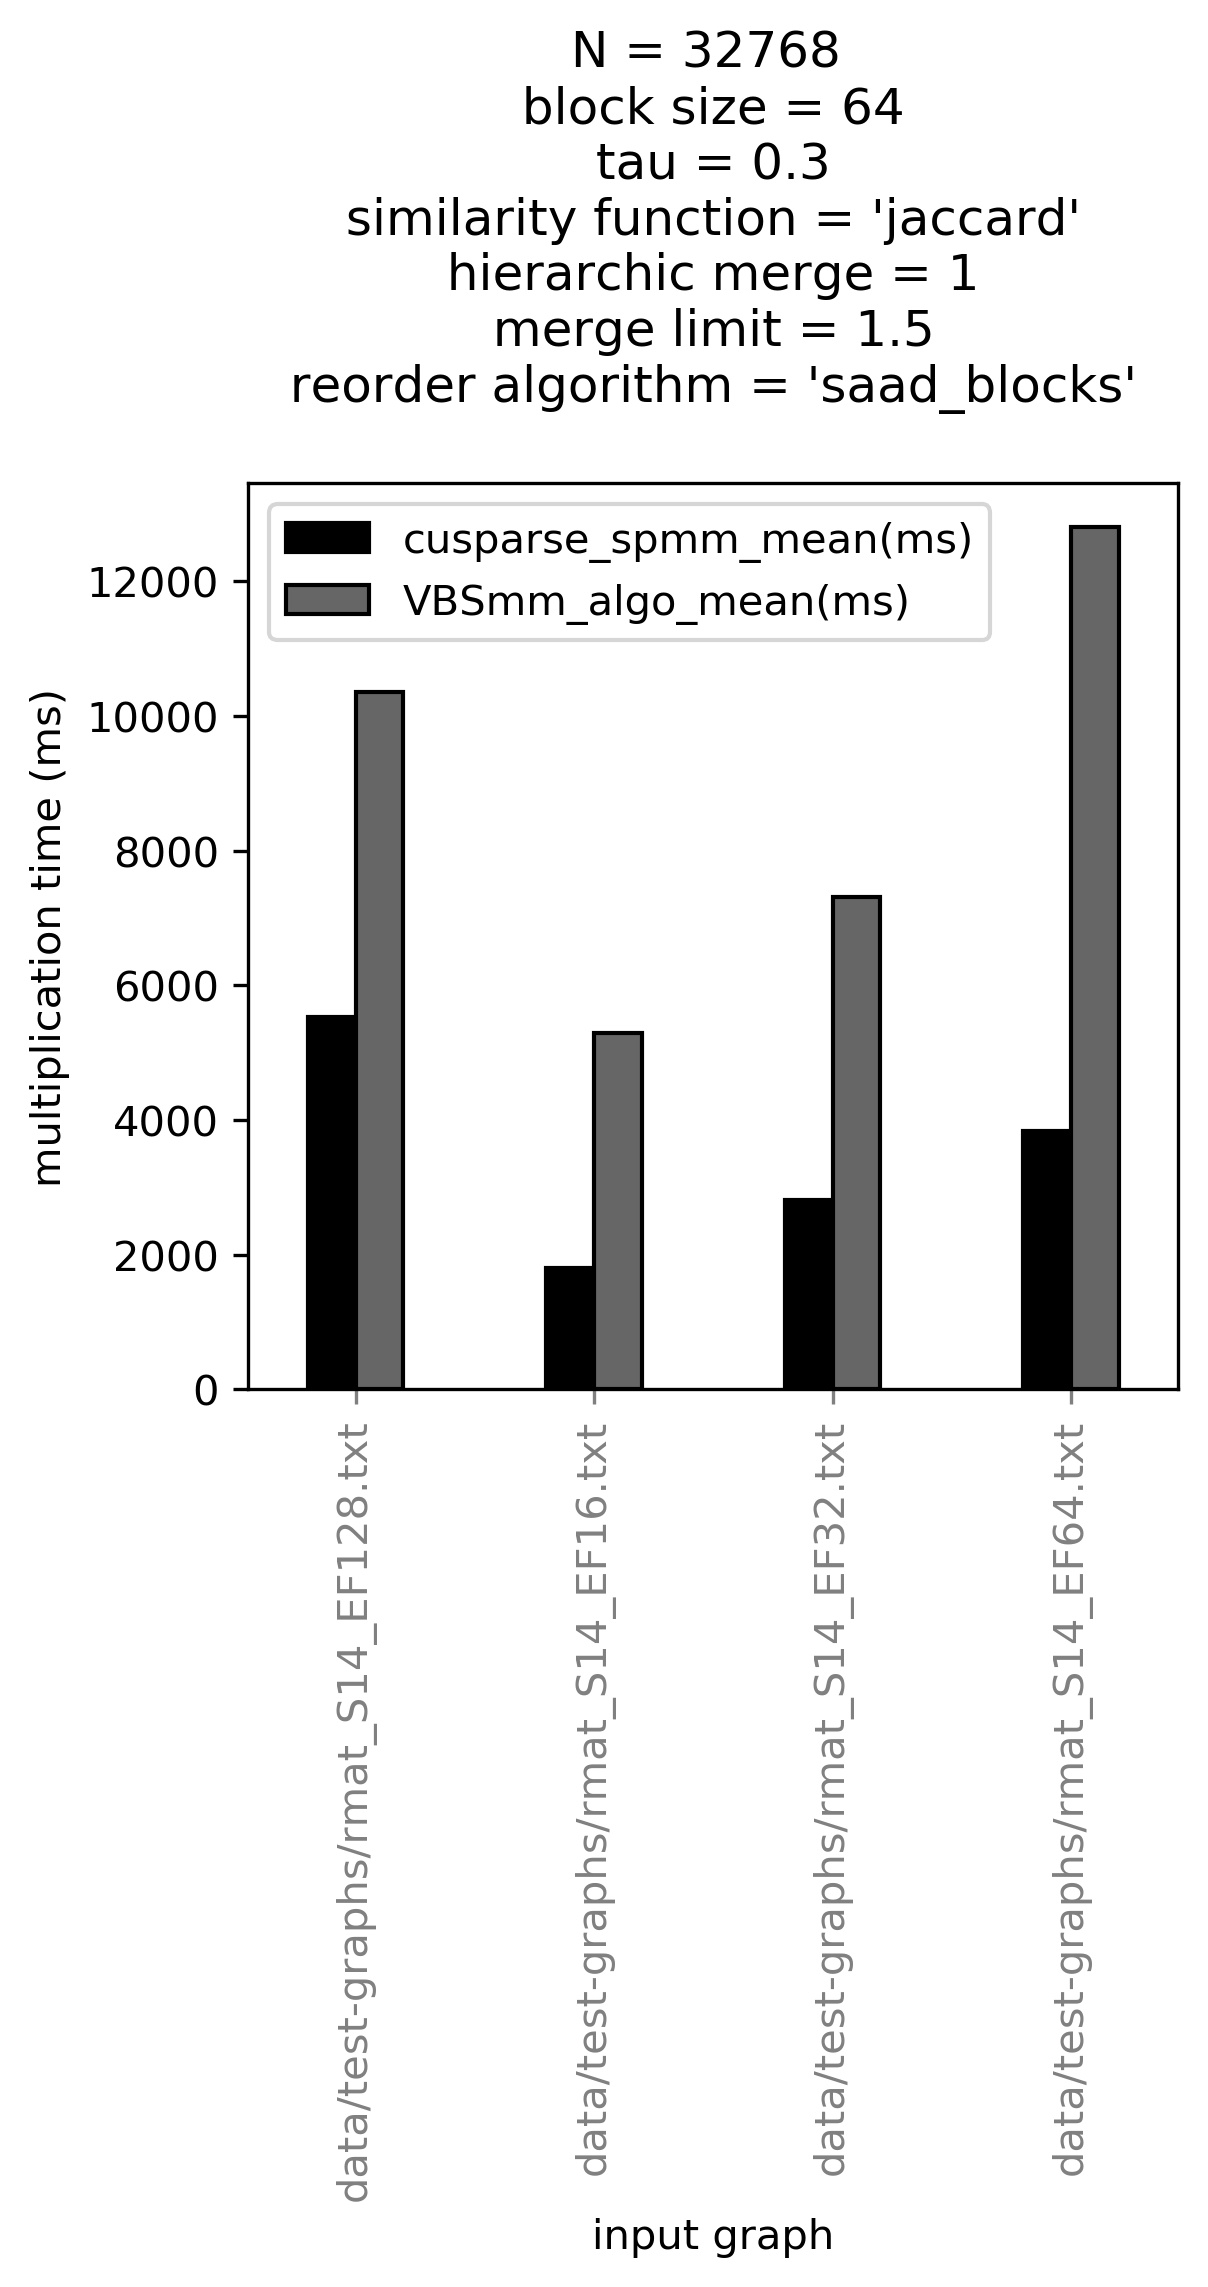 N = 32768
block size = 64
tau = 0.3
similarity function = 'jaccard'
hierarchic merge = 1
merge limit = 1.5
reorder algorithm = 'saad_blocks'
cusparse_spmm_mean(ms)
VBSmm_algo_mean(ms)
multiplication time (ms)
12000
10000
8000
6000
4000
2000
0
data/test-graphs/rmat_S14_EF128.txt
data/test-graphs/rmat_S14_EF16.txt
data/test-graphs/rmat_S14_EF32.txt
data/test-graphs/rmat_S14_EF64.txt
input graph